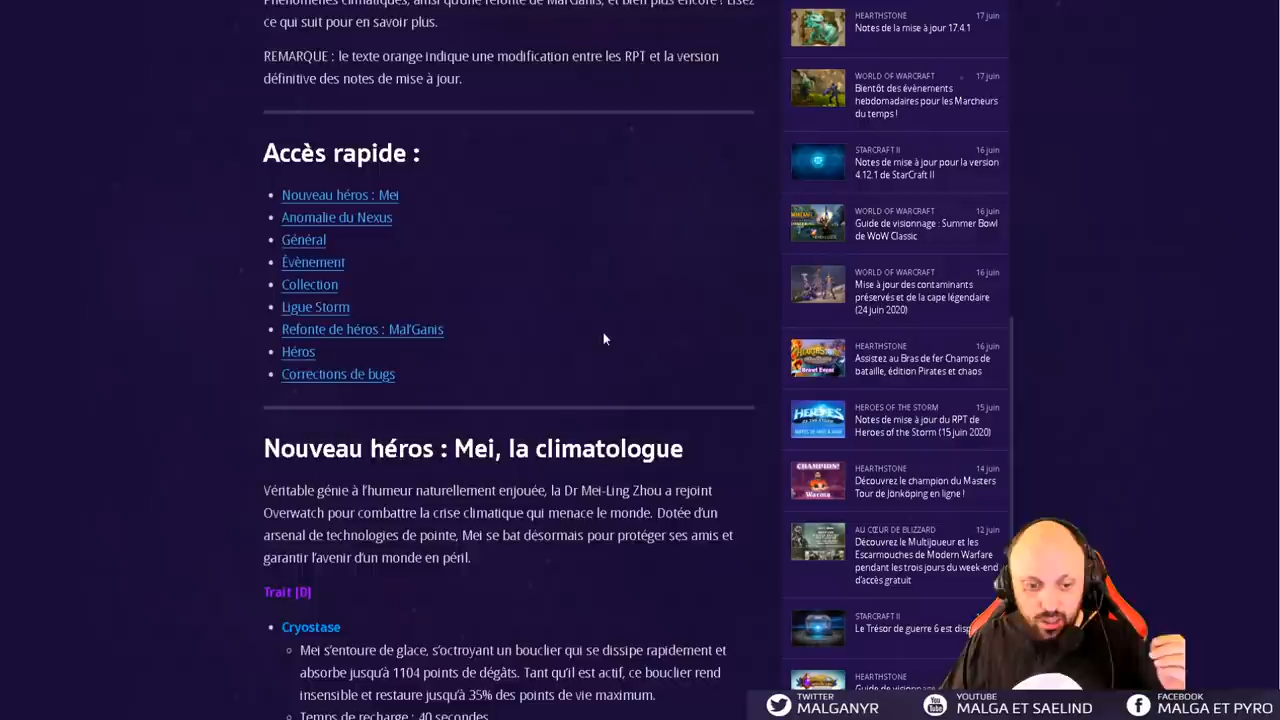 Phénomènes climatiques, ainsi qu'une refonte de Mal'Ganis, et bien plus encore ! Lisez
ce qui suit pour en savoir plus.
REMARQUE : le texte orange indique une modification entre les RPT et la version
définitive des notes de mise à jour.
Accès rapide :
Nouveau héros : Mei
Anomalie du Nexus
Général
Évènement
Collection
Ligue Storm
Refonte de héros : Mal'Ganis
Héros
Corrections de bugs
Nouveau héros : Mei, la climatologue
Véritable génie à l'humeur naturellement enjouée, la Dr Mei-Ling Zhou a rejoint
Overwatch pour combattre la crise climatique qui menace le monde. Dotée d'un
arsenal de technologies de pointe, Mei se bat désormais pour protéger ses amis et
garantir l'avenir d'un monde en péril.
Trait [D]
Cryostase
Mei s'entoure de glace, s'octroyant un bouclier qui se dissipe rapidement et
absorbe jusqu'à 1104 points de dégâts. Tant qu'il est actif, ce bouclier rend
insensible et restaure jusqu'à 35% des points de vie maximum.
Temps de recharge : 40 secondes
HEARTHSTONE 17 juin
Notes de la mise à jour 17.4.1
WORLD OF WARCRAFT 17 juin
Bientôt des évènements
hebdomadaires pour les Marcheurs
du temps !
STARCRAFT II 16 juin
Notes de mise à jour pour la version
4.12.1 de StarCraft II
WORLD OF WARCRAFT 16 juin
Guide de visionnage : Summer Bowl
de WoW Classic
WORLD OF WARCRAFT 16 juin
Mise à jour des contaminants
préservés et de la cape légendaire
(24 juin 2020)
HEARTHSTONE 16 juin
Assistez au Bras de fer Champs de
bataille, édition Pirates et chaos
HEROES OF THE STORM 15 juin
Notes de mise à jour du RPT de
Heroes of the Storm (15 juin 2020)
HEARTHSTONE 14 juin
Découvrez le champion du Masters
Tour de Jönköping en ligne !
AU CŒUR DE BLIZZARD 12 juin
Découvrez le Multijoueur et les
Escarmouches de Modern Warfare
pendant les trois jours du week-end
d'accès gratuit
STARCRAFT II
Le Trésor de guerre 6 est disp
HEARTHSTONE
Guide de visionnage
TWITTER
MALGANYR
YOUTUBE
MALGA ET SAELIND
FACEBOOK
MALGA ET PYRO